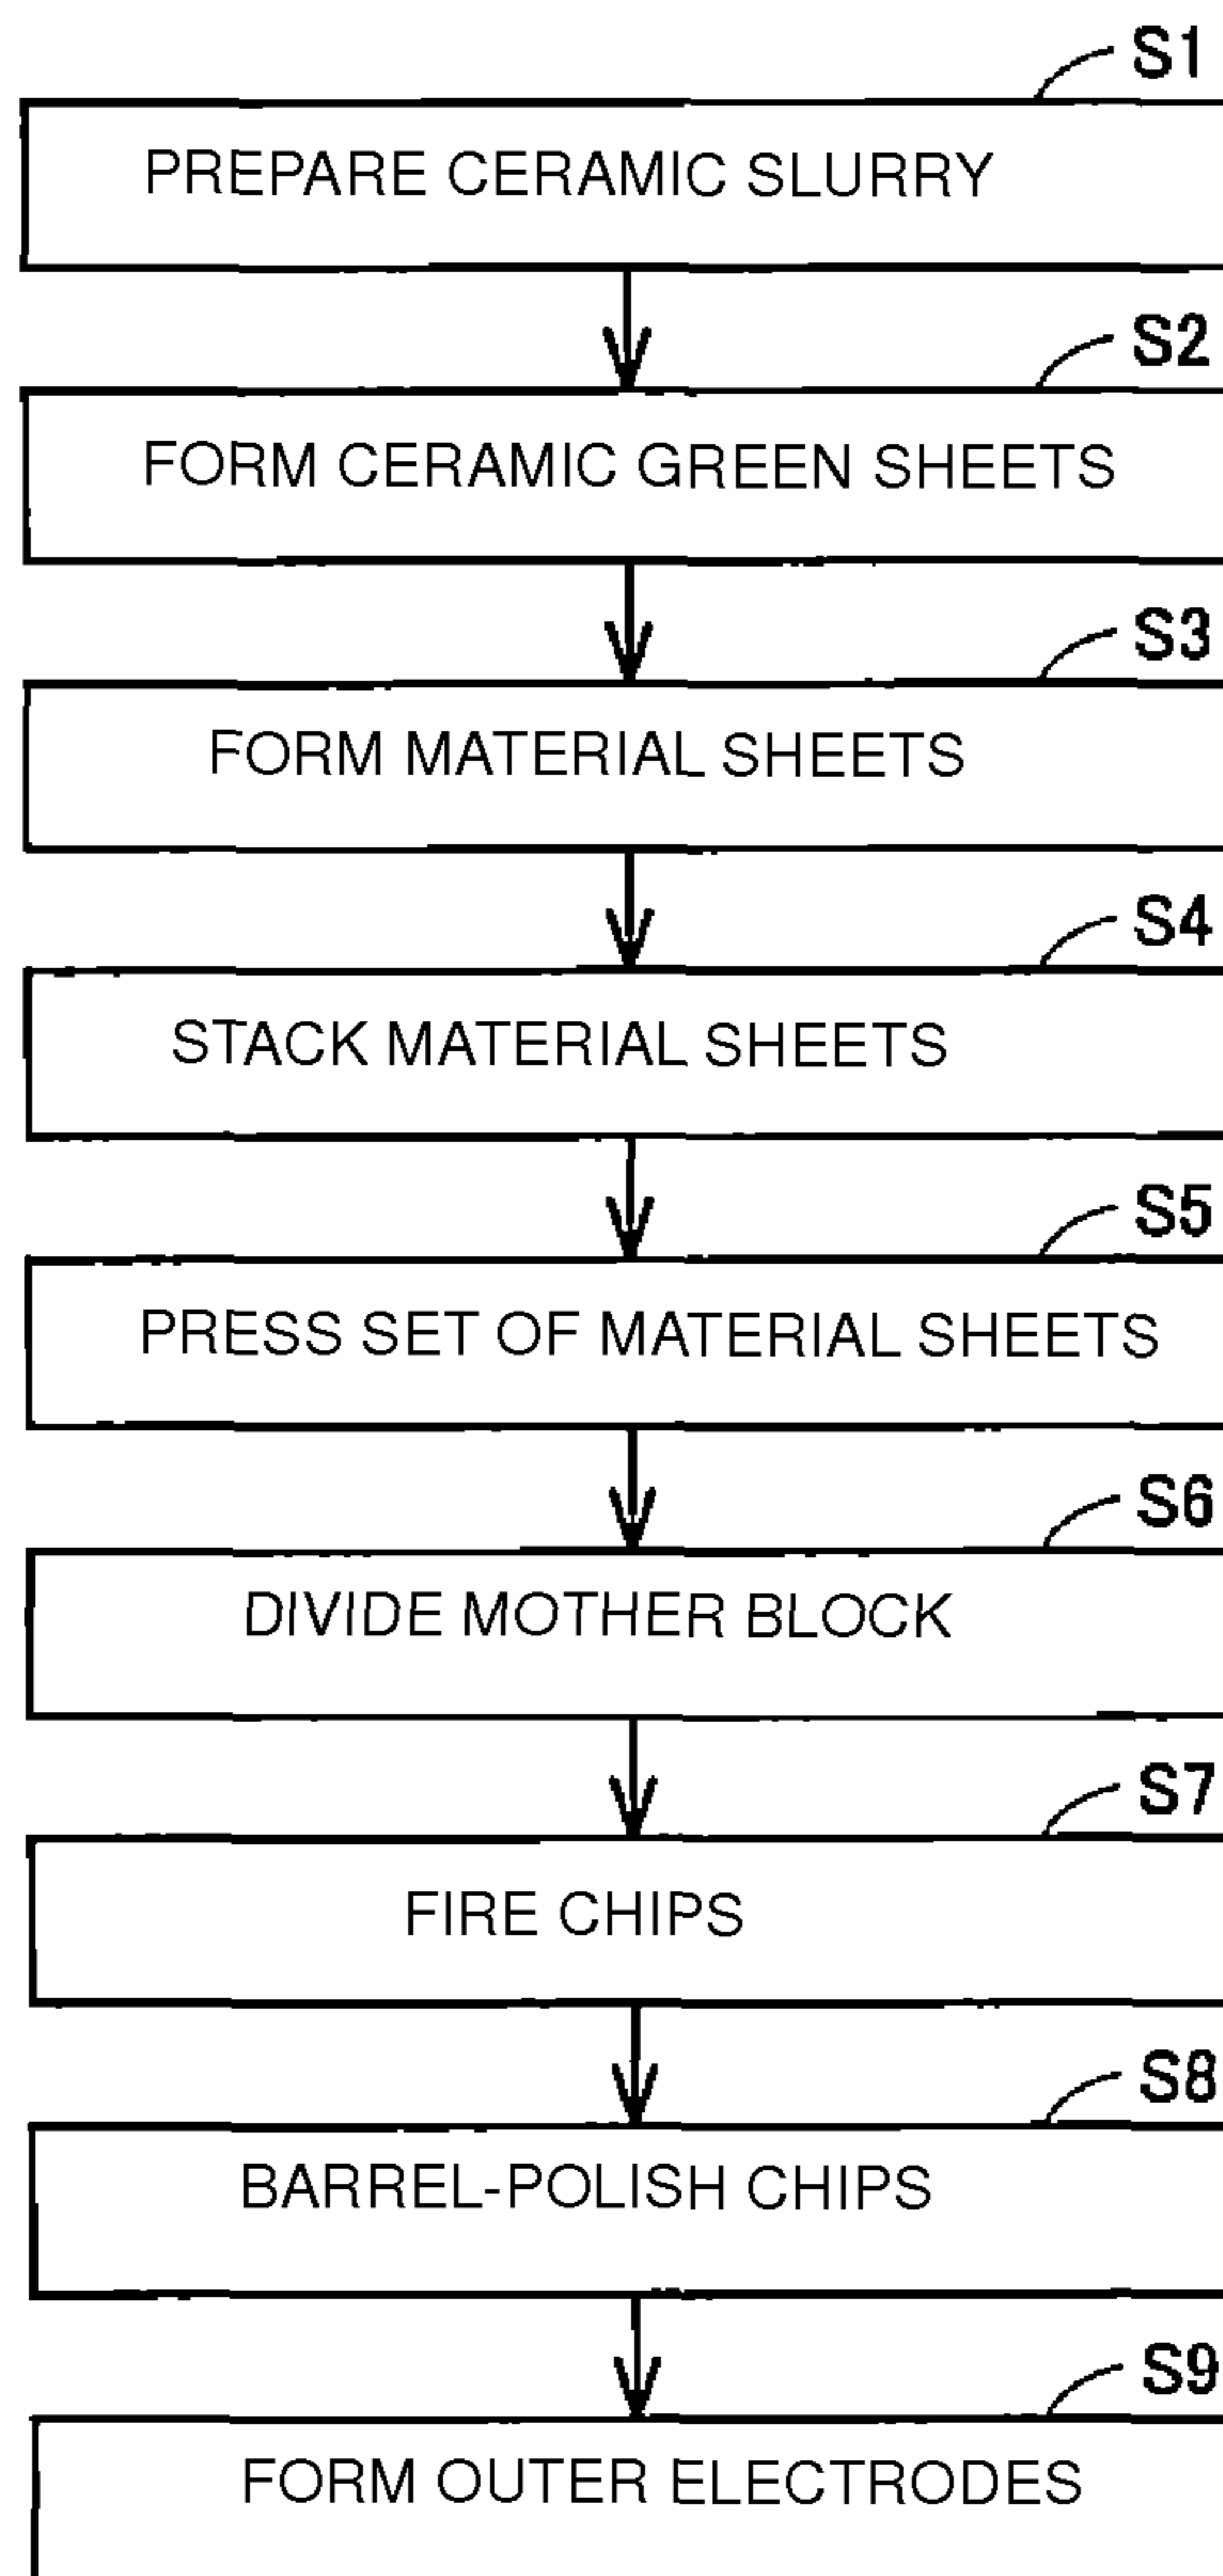 S1
PREPARE CERAMIC SLURRY
S2
FORM CERAMIC GREEN SHEETS
S3
FORM MATERIAL SHEETS
S4
STACK MATERIAL SHEETS
S5
PRESS SET OF MATERIAL SHEETS
S6
DIVIDE MOTHER BLOCK
S7
FIRE CHIPS
S8
BARREL-POLISH CHIPS
S9
FORM OUTER ELECTRODES